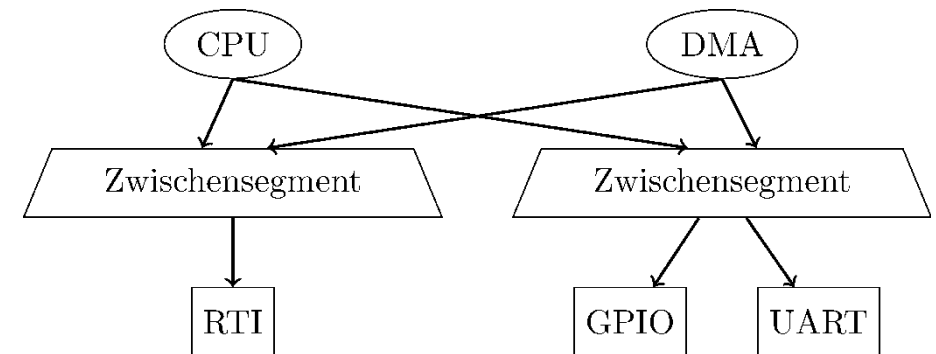 CPU
DMA
Zwischensegment
Zwischensegment
RTI
GPIO
UART